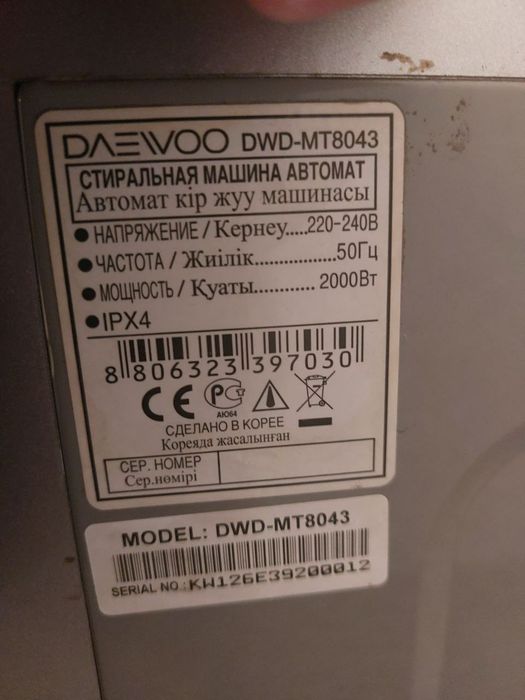 DAEWOO DWD-MT8043
СТИРАЛЬНАЯ МАШИНА АВТОМАТ
Автомат кір жуу машинасы
● НАПРЯЖЕНИЕ / Кернеу.....220-240В
● ЧАСТОТА / Жиілік................50Гц
● МОЩНОСТЬ / Қуаты............ 2000Вт
● IPX4
8 806323 397030
CE PG
АЮ64
СДЕЛАНО В КОРЕЕ
Кореяда жасалынған
СЕР. НОМЕР
Сер.нөмірі
MODEL: DWD-MT8043
SERIAL NO.: KW126E39200012